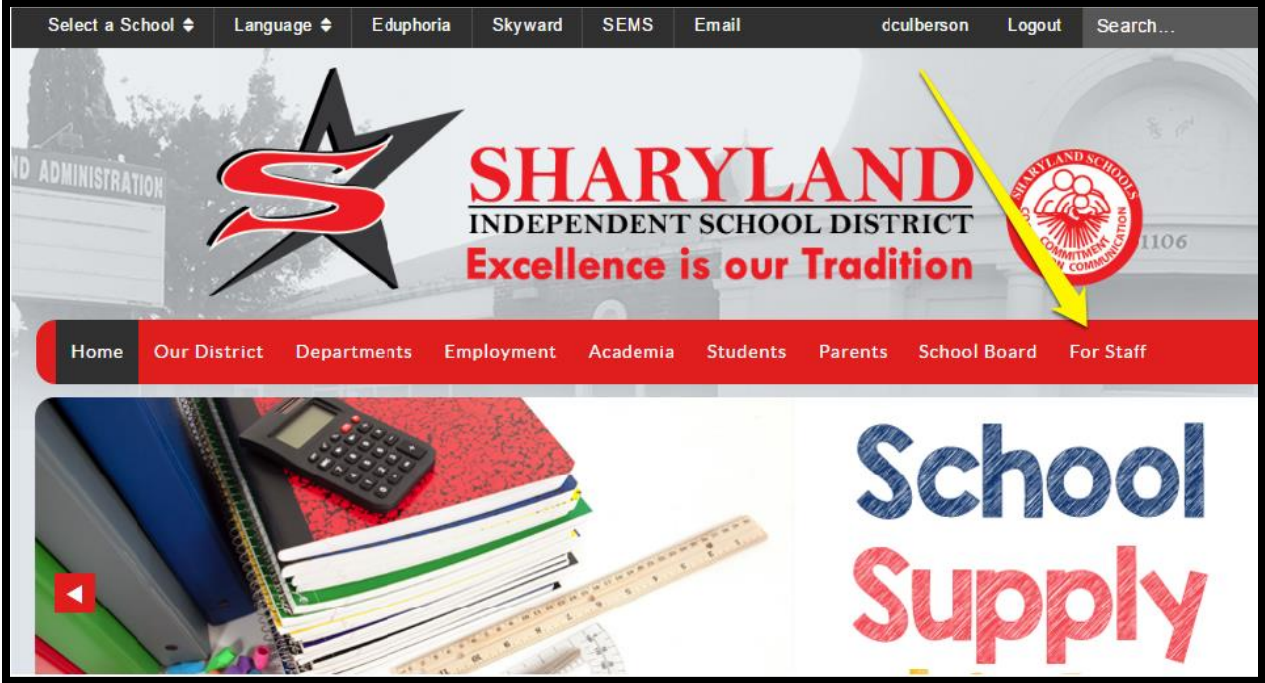 Select a School Language Eduphoria Skyward SEMS Email dculberson Logout Search...
ND ADMINISTRATION
SHARYLAND
INDEPENDENT SCHOOL DISTRICT
Excellence is our Tradition
SHARYLAND SCHOOLS
COMMITMENT
COMMUNICATION
1106
Home Our District Departments Employment Academia Students Parents School Board For Staff
School
Supply